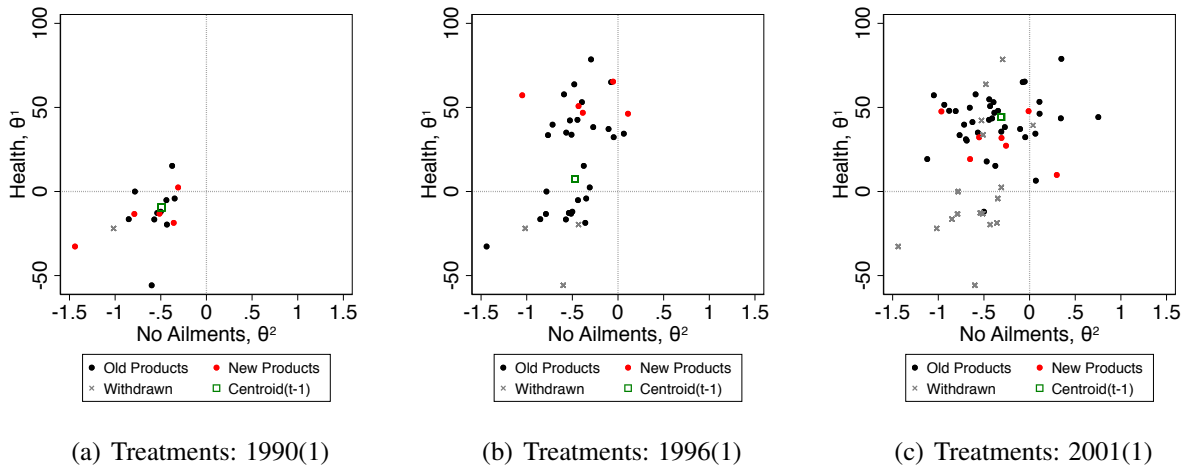 100
50
0
-50
Health, θ¹
-1.5 -1 -.5 0 .5 1 1.5
No Ailments, θ²
Old Products New Products
Withdrawn Centroid(t-1)
(a) Treatments: 1990(1)
100
50
0
-50
Health, θ¹
-1.5 -1 -.5 0 .5 1 1.5
No Ailments, θ²
Old Products New Products
Withdrawn Centroid(t-1)
(b) Treatments: 1996(1)
100
50
0
-50
Health, θ¹
-1.5 -1 -.5 0 .5 1 1.5
No Ailments, θ²
Old Products New Products
Withdrawn Centroid(t-1)
(c) Treatments: 2001(1)